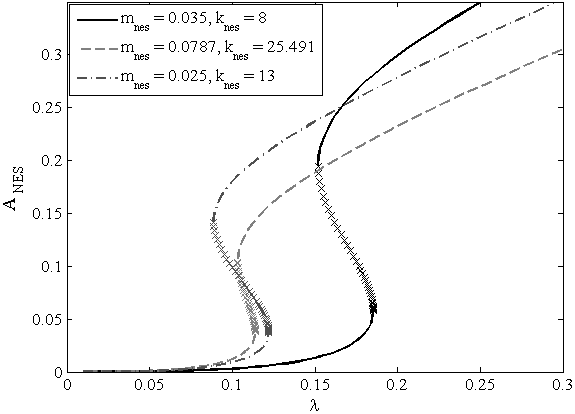 m_nes = 0.035, k_nes = 8
m_nes = 0.0787, k_nes = 25.491
m_nes = 0.025, k_nes = 13
A_NES
0.35
0.3
0.25
0.2
0.15
0.1
0.05
0
0 0.05 0.1 0.15 0.2 0.25 0.3
λ